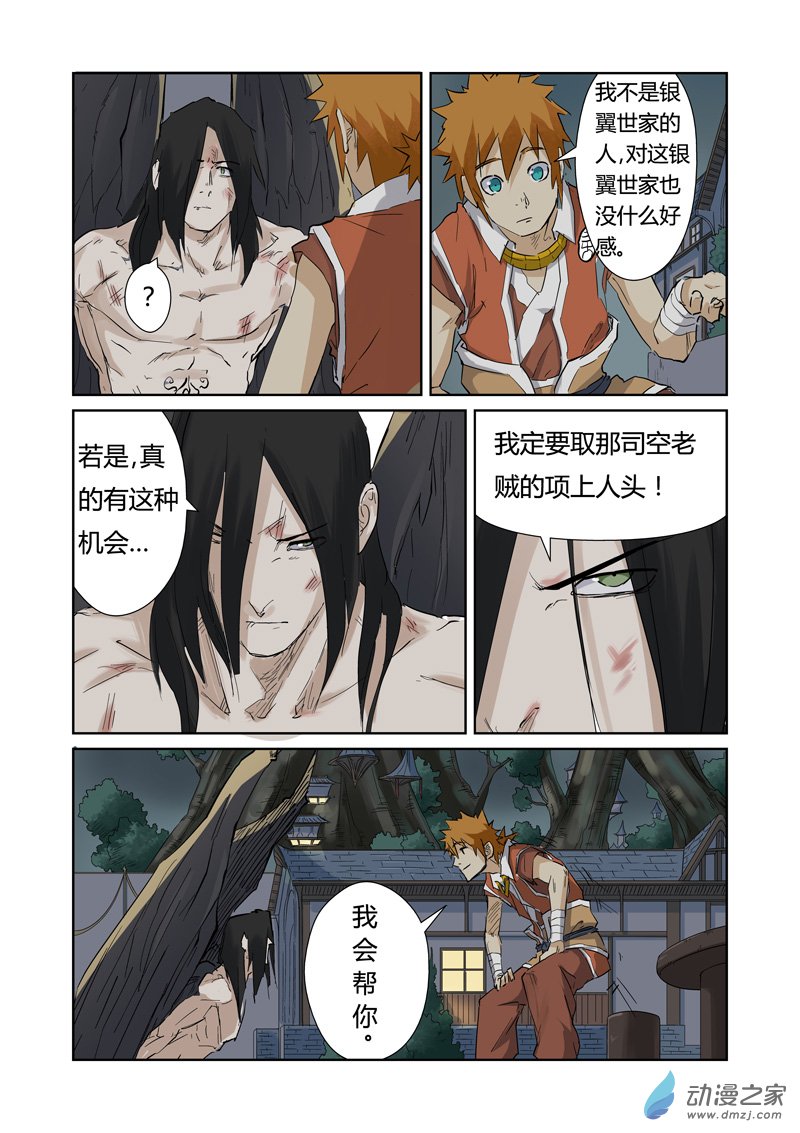 ?
我不是银
翼世家的
人,对这银
翼世家也
没什么好
感。
若是,真
的有这种
机会...
我定要取那司空老
贼的项上人头!
我
会
帮
你。
动漫之家
www.dmzj.com